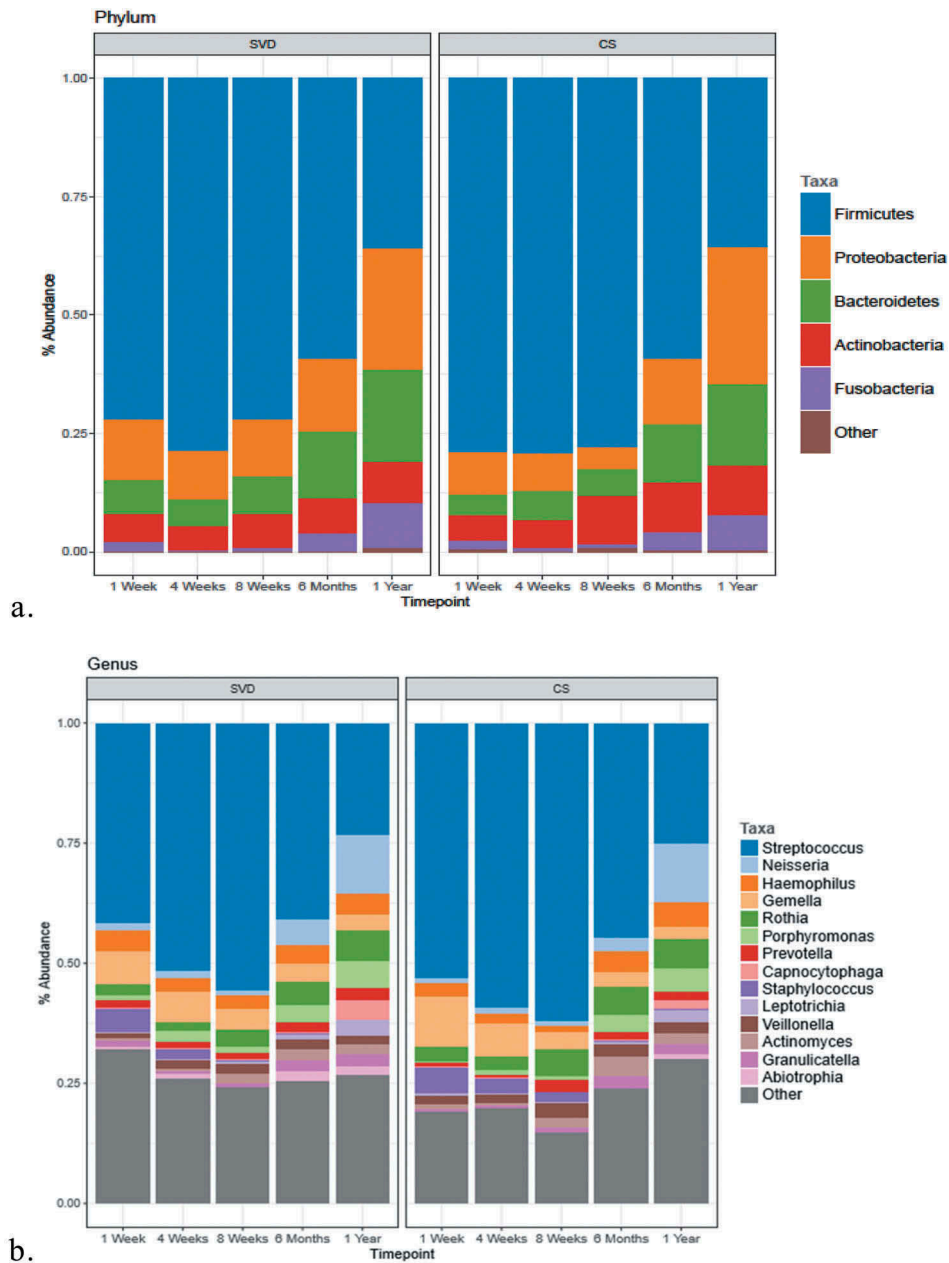 Phylum
SVD
CS
1.00
0.75
0.50
0.25
0.00
% Abundance
1 Week
4 Weeks
8 Weeks
6 Months
1 Year
1 Week
4 Weeks
8 Weeks
6 Months
1 Year
Timepoint
Taxa
Firmicutes
Proteobacteria
Bacteroidetes
Actinobacteria
Fusobacteria
Other
a.
Genus
SVD
CS
1.00
0.75
0.50
0.25
0.00
% Abundance
1 Week
4 Weeks
8 Weeks
6 Months
1 Year
1 Week
4 Weeks
8 Weeks
6 Months
1 Year
Timepoint
Taxa
Streptococcus
Neisseria
Haemophilus
Gemella
Rothia
Porphyromonas
Prevotella
Capnocytophaga
Staphylococcus
Leptotrichia
Veillonella
Actinomyces
Granulicatella
Abiotrophia
Other
b.